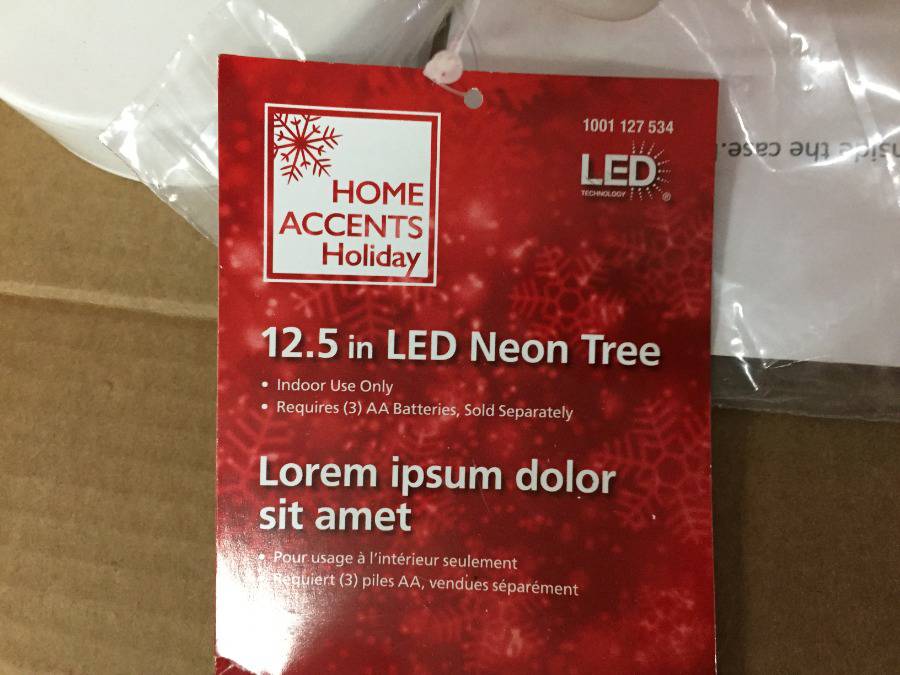 HOME
ACCENTS
Holiday
1001 127 534
LED
TECHNOLOGY
®
12.5 in LED Neon Tree
• Indoor Use Only
• Requires (3) AA Batteries, Sold Separately
Lorem ipsum dolor
sit amet
• Pour usage à l'intérieur seulement
• Requiert (3) piles AA, vendues séparément
the case.